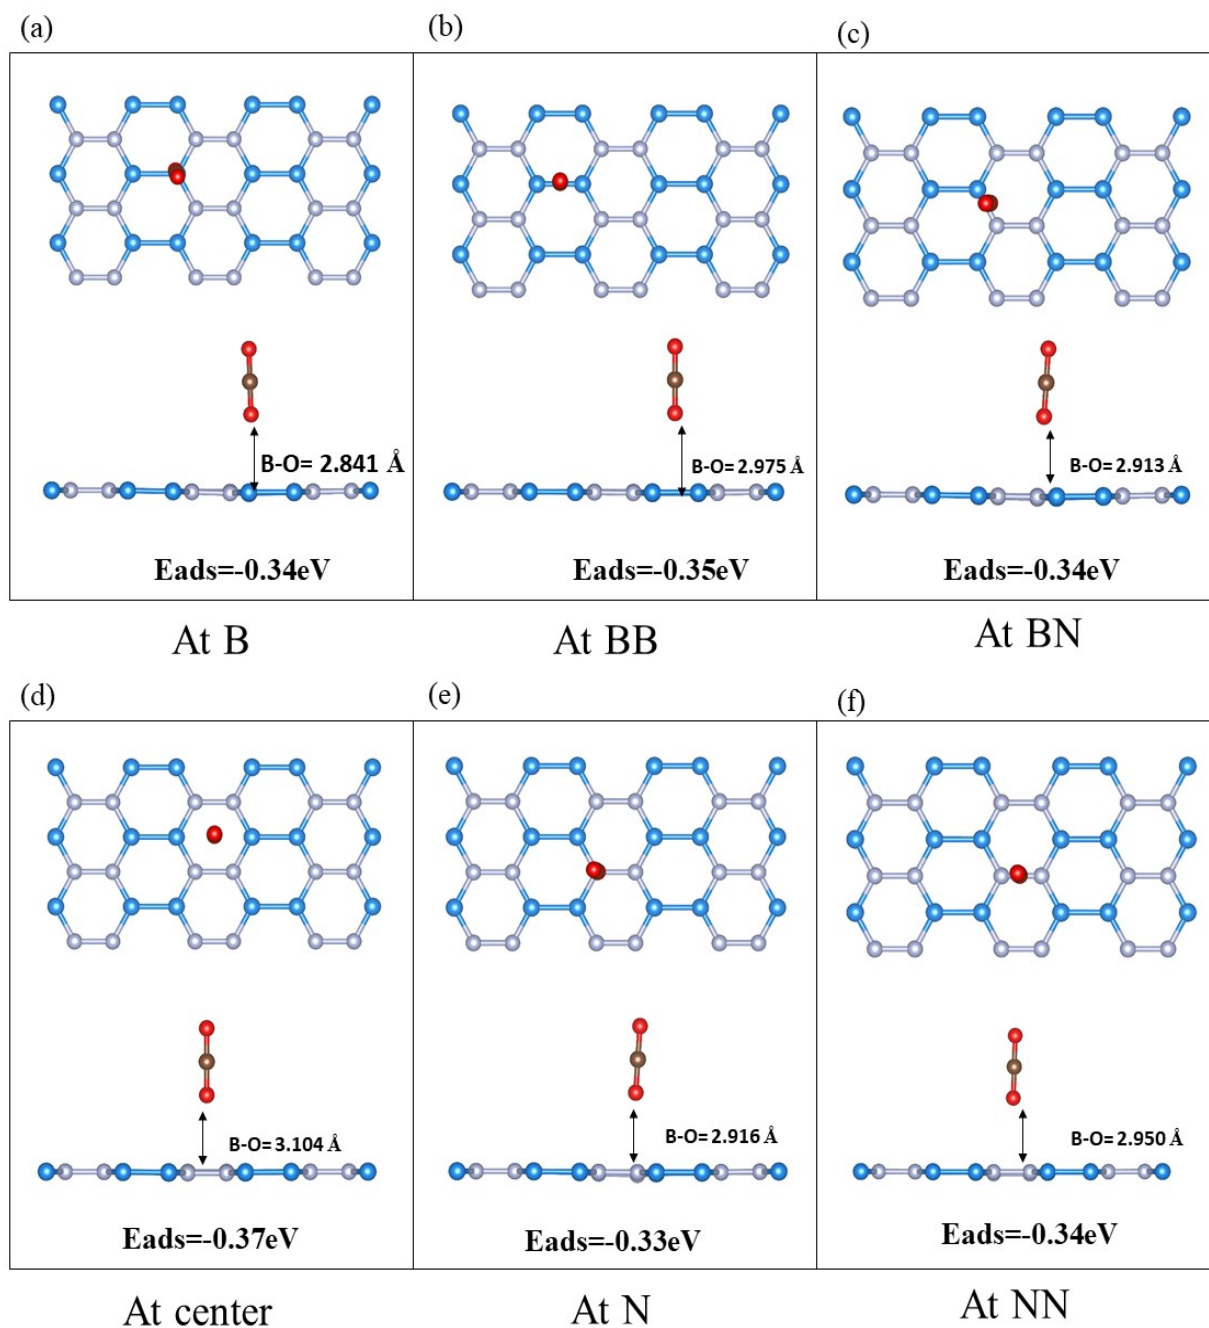 (a)
(b)
(c)
B-O= 2.841 Å
B-O= 2.975 Å
B-O= 2.913 Å
Eads=-0.34eV
Eads=-0.35eV
Eads=-0.34eV
At B
At BB
At BN
(d)
(e)
(f)
B-O= 3.104 Å
B-O= 2.916 Å
B-O= 2.950 Å
Eads=-0.37eV
Eads=-0.33eV
Eads=-0.34eV
At center
At N
At NN